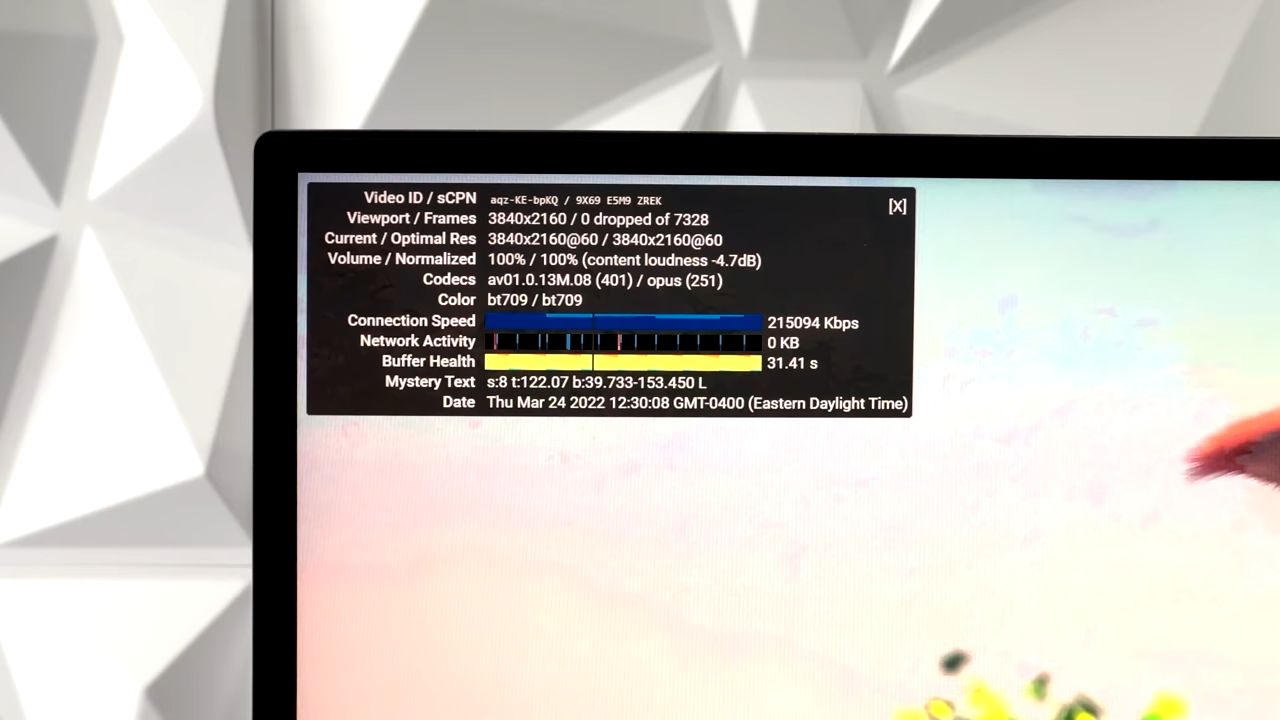 Video ID / sCPN aqz-KE-bpKQ / 9X69 E5M9 ZREK
[X]
Viewport / Frames 3840x2160 / 0 dropped of 7328
Current / Optimal Res 3840x2160@60 / 3840x2160@60
Volume / Normalized 100% / 100% (content loudness -4.7dB)
Codecs av01.0.13M.08 (401) / opus (251)
Color bt709 / bt709
Connection Speed 215094 Kbps
Network Activity 0 KB
Buffer Health 31.41 s
Mystery Text s:8 t:122.07 b:39.733-153.450 L
Date Thu Mar 24 2022 12:30:08 GMT-0400 (Eastern Daylight Time)